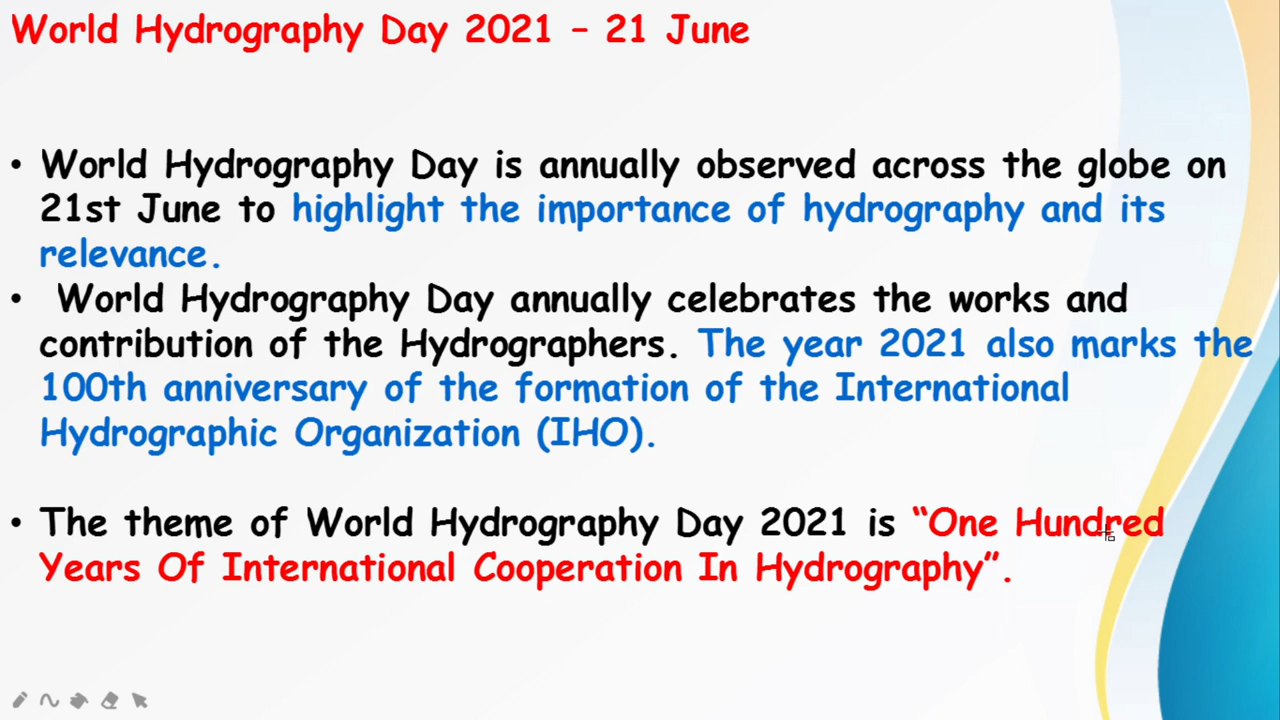 World Hydrography Day 2021 – 21 June
• World Hydrography Day is annually observed across the globe on
21st June to highlight the importance of hydrography and its
relevance.
• World Hydrography Day annually celebrates the works and
contribution of the Hydrographers. The year 2021 also marks the
100th anniversary of the formation of the International
Hydrographic Organization (IHO).
• The theme of World Hydrography Day 2021 is “One Hundred
Years Of International Cooperation In Hydrography”.